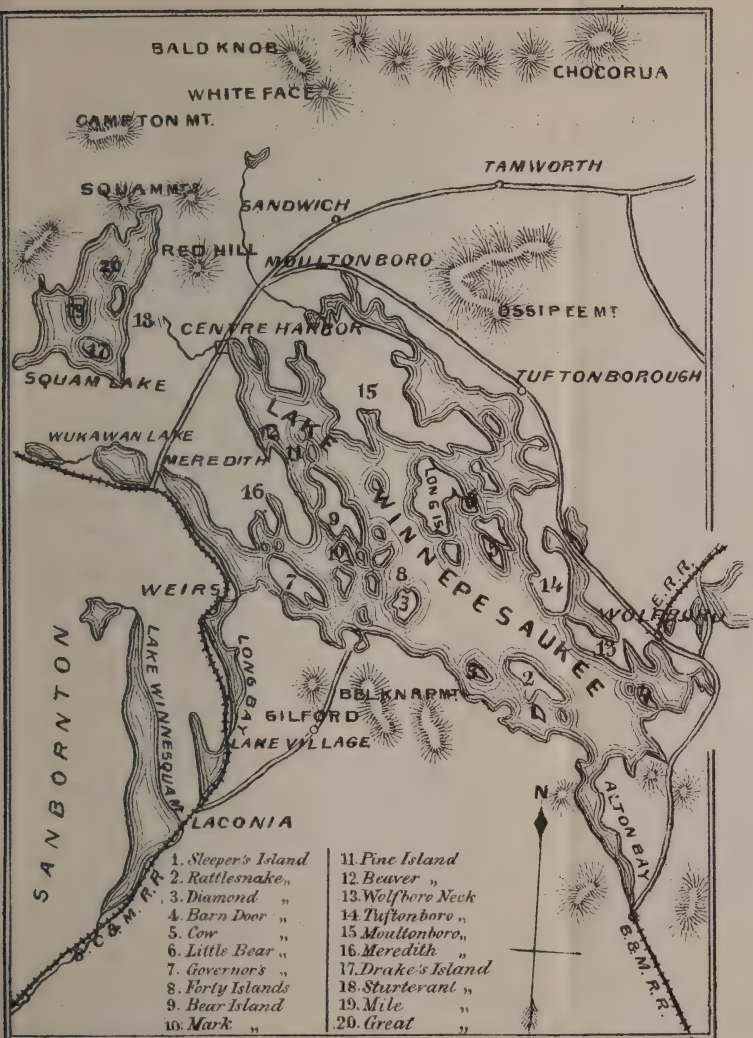 BALD KNOB
CHOCORUA
WHITE FACE
CAMPTON MT.
TAMWORTH
SQUAM MTS
SANDWICH
RED HILL
MOULTONBORO
20
OSSIPEE MT.
19
18
CENTRE HARBOR
17
SQUAM LAKE
TUFTONBOROUGH
15
LAKE
WUKAWAN LAKE
12
MEREDITH
11
LONG IS.
16
WINNEPESAUKEE
9
6
10
5
8
14
7
E.R.R.
WEIRS
3
WOLFBORO
13
LAKE WINNESQUAM
LONG BAY
2
BELKNAP MTS
1
GILFORD
LAKE VILLAGE
SANBORNTON
N
ALTON BAY
LACONIA
B.C.& M.R.R.
B.& M.R.R.
1. Sleeper's Island
2. Rattlesnake „
3. Diamond „
4. Barn Door „
5. Cow „
6. Little Bear „
7. Governor's „
8. Forty Islands
9. Bear Island
10. Mark „
11. Pine Island
12. Beaver „
13. Wolfboro Neck
14. Tuftonboro „
15. Moultonboro „
16. Meredith „
17. Drake's Island
18. Sturtevant „
19. Mile „
20. Great „